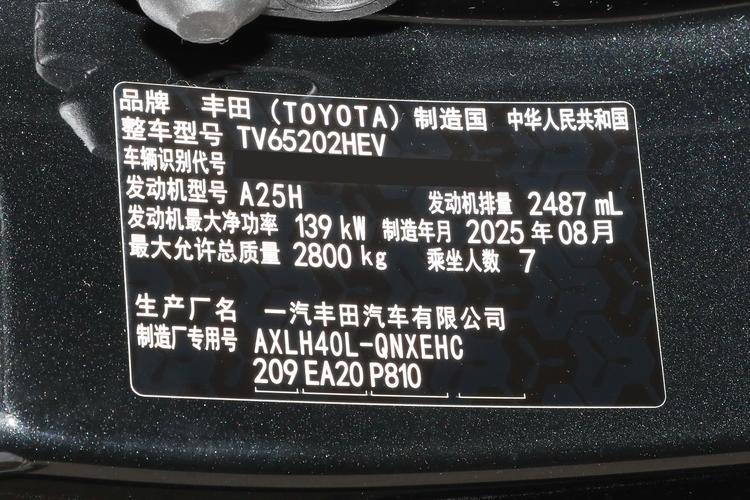 品牌 丰田（TOYOTA）制造国 中华人民共和国
整车型号 TV65202HEV
车辆识别代号
发动机型号 A25H 发动机排量 2487 mL
发动机最大净功率 139 kW 制造年月 2025 年 08 月
最大允许总质量 2800 kg 乘坐人数 7
生产厂名 一汽丰田汽车有限公司
制造厂专用号 AXLH40L-QNXEHC
209 EA20 P810